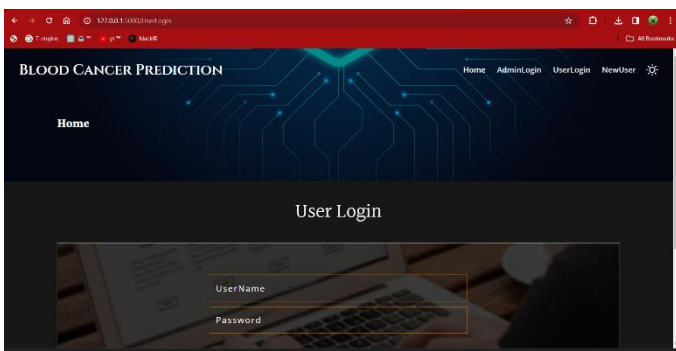 127.0.0.1:5000/UserLogin
black©
All Bookmarks
BLOOD CANCER PREDICTION
Home AdminLogin UserLogin NewUser
Home
User Login
UserName
Password